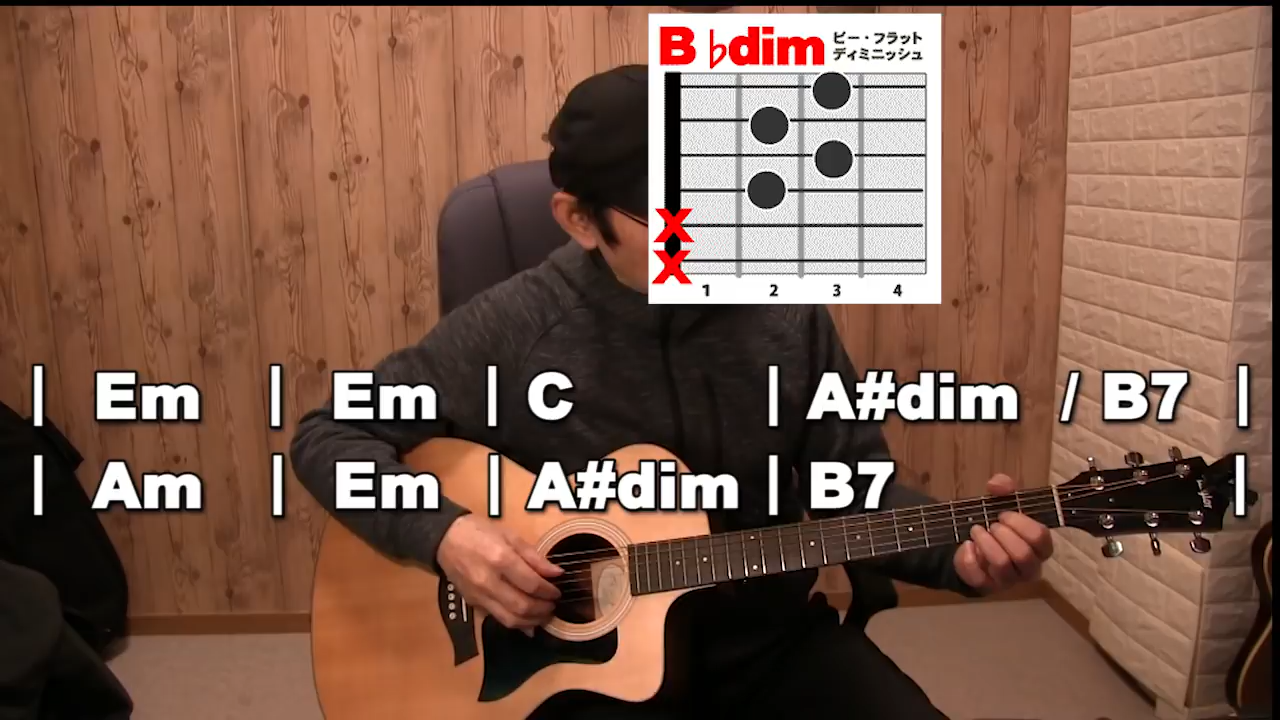 B ♭dim
ビー・フラット
ディミニッシュ
X
X
1 2 3 4
| Em | Em | C | A#dim / B7 |
| Am | Em | A#dim | B7 |